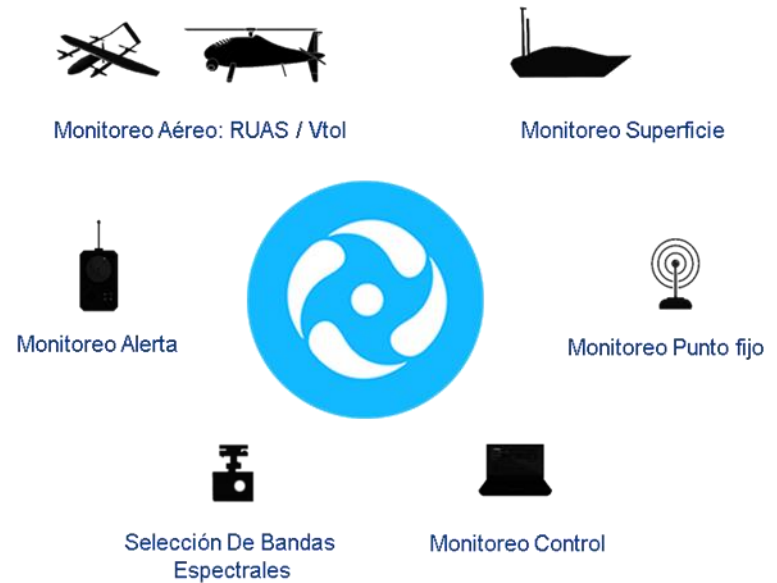 Monitoreo Aéreo: RUAS / Vtol
Monitoreo Superficie
Monitoreo Alerta
Monitoreo Punto fijo
Selección De Bandas
Espectrales
Monitoreo Control